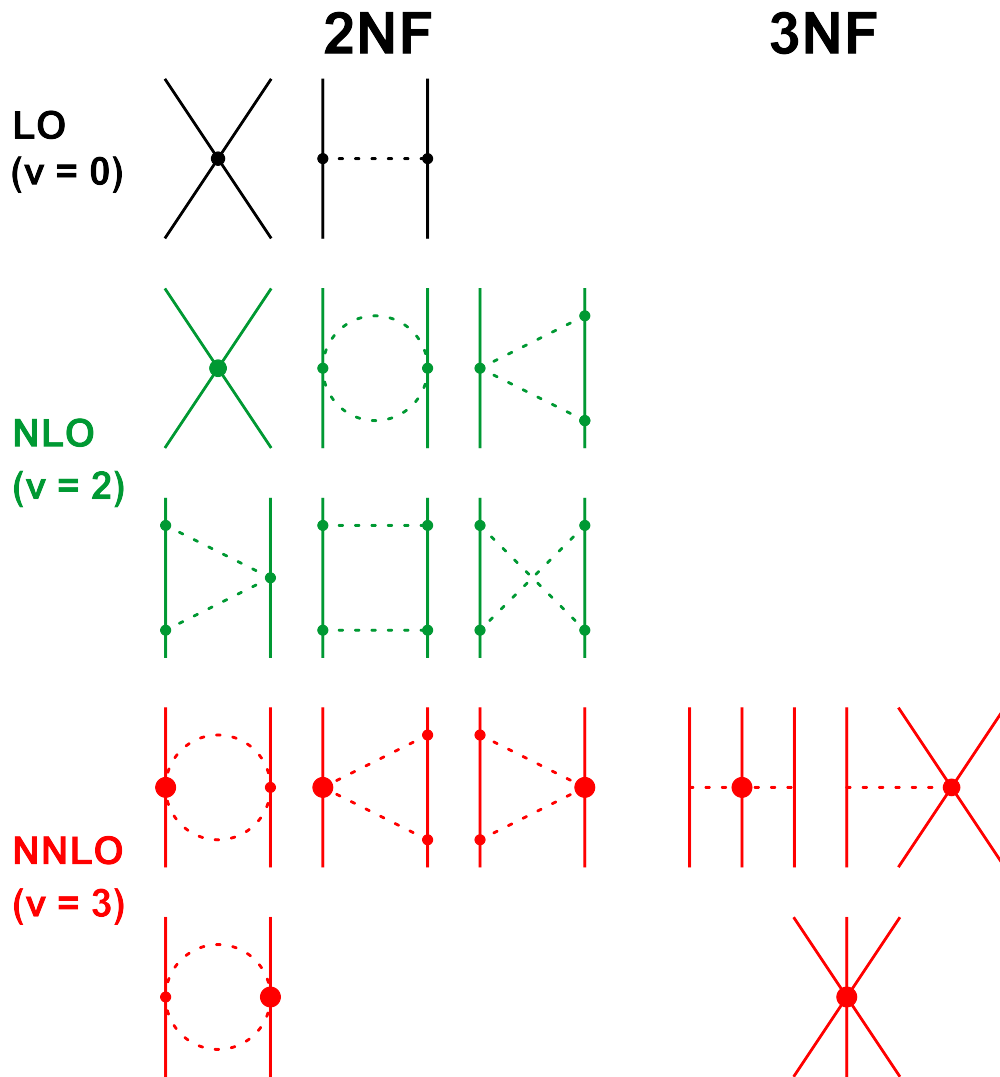 2NF 3NF
LO
(v = 0)
NLO
(v = 2)
NNLO
(v = 3)